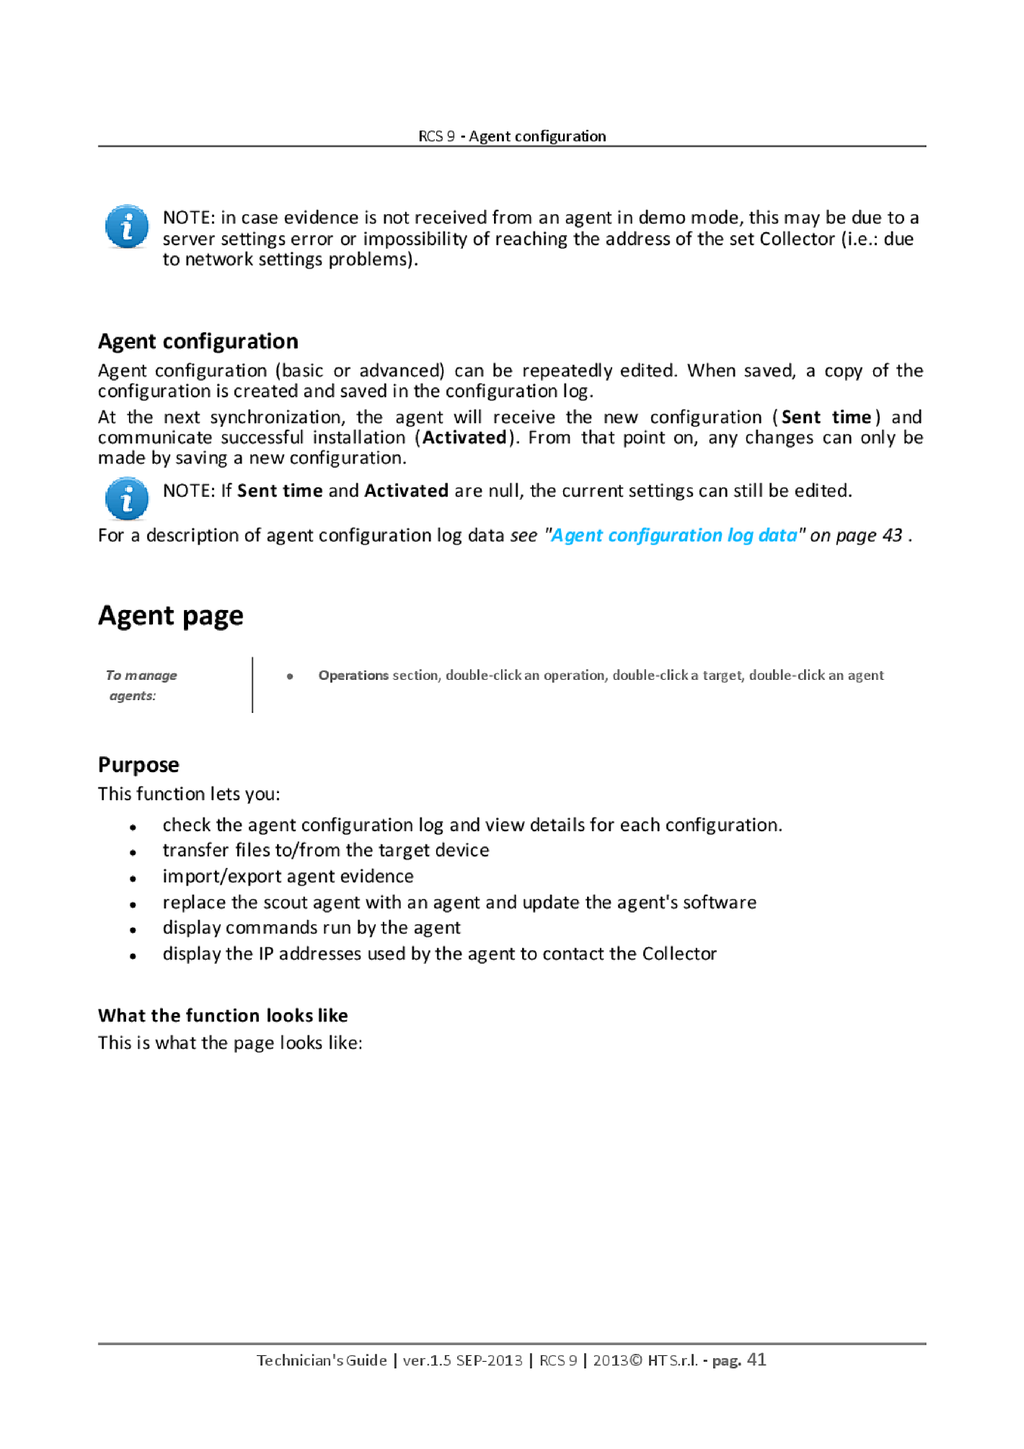 RCS 9 - Agent configuration
NOTE: in case evidence is not received from an agent in demo mode, this may be due to a
server settings error or impossibility of reaching the address of the set Collector (i.e.: due
to network settings problems).
Agent configuration
Agent configuration (basic or advanced) can be repeatedly edited. When saved, a copy of the
configuration is created and saved in the configuration log.
At the next synchronization, the agent will receive the new configuration (Sent time) and
communicate successful installation (Activated). From that point on, any changes can only be
made by saving a new configuration.
NOTE: If Sent time and Activated are null, the current settings can still be edited.
For a description of agent configuration log data see "Agent configuration log data" on page 43 .
Agent page
To manage
agents:
• Operations section, double-click an operation, double-click a target, double-click an agent
Purpose
This function lets you:
• check the agent configuration log and view details for each configuration.
• transfer files to/from the target device
• import/export agent evidence
• replace the scout agent with an agent and update the agent's software
• display commands run by the agent
• display the IP addresses used by the agent to contact the Collector
What the function looks like
This is what the page looks like:
Technician's Guide | ver.1.5 SEP-2013 | RCS 9 | 2013© HT S.r.l. - pag. 41